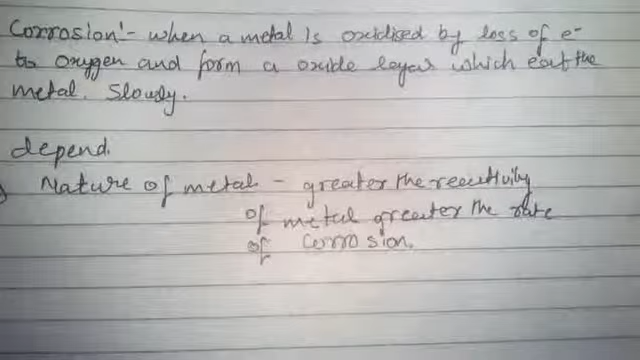 Corrosion:- when a metal is oxidised by loss of e-
to oxygen and form a oxide layer which eat the
metal. Slowly.
depend.
Nature of metal - greater the reactivity
of metal greater the rate
of corrosion.